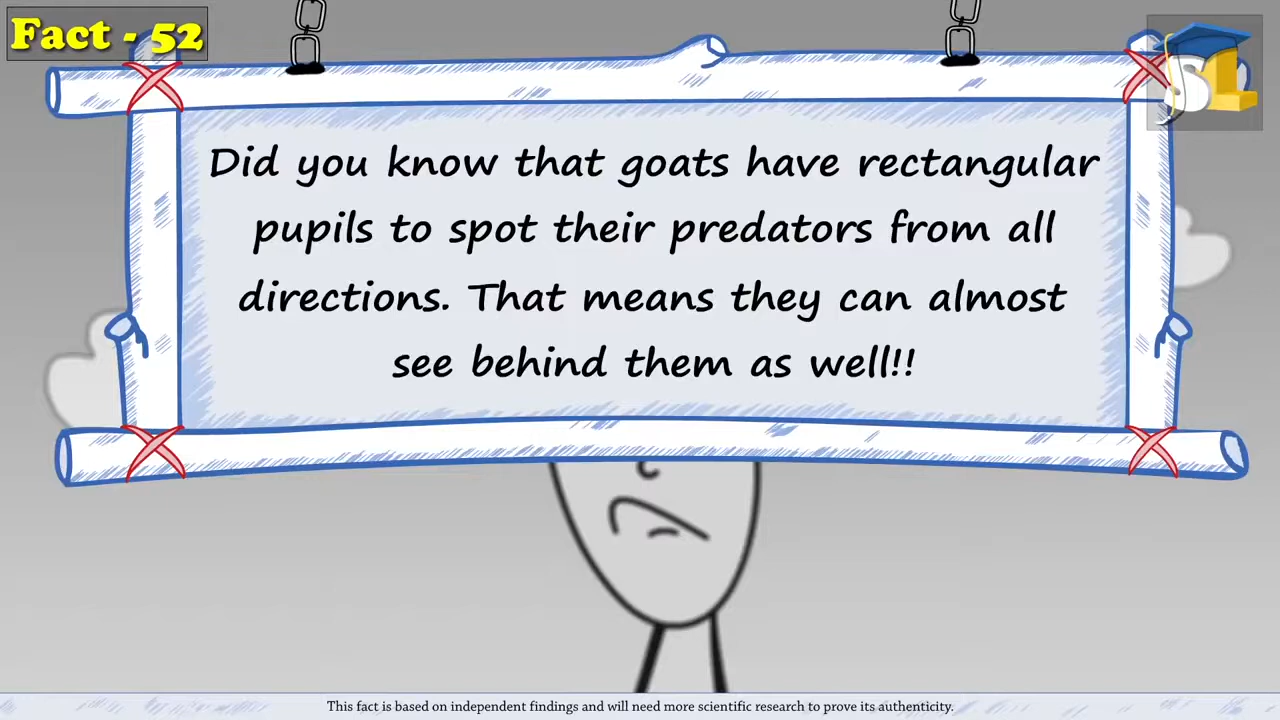 Fact - 52
SL
Did you know that goats have rectangular
pupils to spot their predators from all
directions. That means they can almost
see behind them as well!!
This fact is based on independent findings and will need more scientific research to prove its authenticity.